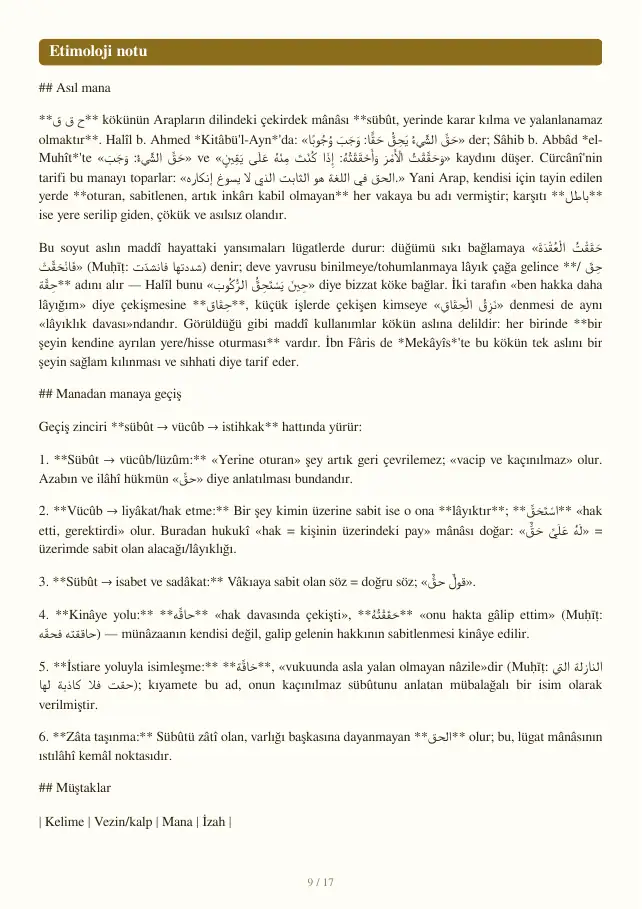 Etimoloji notu
## Asıl mana
**ح ق ق** kökünün Arapların dilindeki çekirdek mânâsı **sübût, yerinde karar kılma ve yalanlanamaz
olmaktır**. Halîl b. Ahmed *Kitâbü'l-Ayn*'da: «حَقَّ الشَّيءُ يَحِقُّ حَقًّا: وَجَبَ وُجُوبًا» der; Sâhib b. Abbâd *el-
Muhît*'te «حَقَّ الشَّيءُ: وَجَبَ» ve «وَحَقَّقْتُ الْأَمْرَ وَأَحْقَقْتُهُ: إِذَا كُنْتَ مِنْهُ عَلَى يَقِينٍ» kaydını düşer. Cürcânî'nin
tarifi bu manayı toparlar: «الحق في اللغة هو الثابت الذي لا يسوغ إنكاره.» Yani Arap, kendisi için tayin edilen
yerde **oturan, sabitlenen, artık inkârı kabil olmayan** her vakaya bu adı vermiştir; karşıtı **باطل**
ise yere serilip giden, çökük ve asılsız olandır.
Bu soyut aslın maddî hayattaki yansımaları lügatlerde durur: düğümü sıkı bağlamaya «حَقَقْتُ الْعُقْدَةَ
فَانْحَقَّتْ» (Muḥīṭ: شددتها فانشدّت) denir; deve yavrusu binilmeye/tohumlanmaya lâyık çağa gelince **حِقّ /
حِقَّة** adını alır — Halîl bunu «حِينَ يَسْتَحِقُّ الرُّكُوبَ» diye bizzat köke bağlar. İki tarafın «ben hakka daha
lâyığım» diye çekişmesine **حِقَاق**, küçük işlerde çekişen kimseye «نَزِقُ الْحِقَاقِ» denmesi de aynı
«lâyıklık davası»ndandır. Görüldüğü gibi maddî kullanımlar kökün aslına delildir: her birinde **bir
şeyin kendine ayrılan yere/hisse oturması** vardır. İbn Fâris de *Mekâyîs*'te bu kökün tek aslını bir
şeyin sağlam kılınması ve sıhhati diye tarif eder.
## Manadan manaya geçiş
Geçiş zinciri **sübût → vücûb → istihkak** hattında yürür:
1. **Sübût → vücûb/lüzûm:** «Yerine oturan» şey artık geri çevrilemez; «vacip ve kaçınılmaz» olur.
Azabın ve ilâhî hükmün «حقَّ» diye anlatılması bundandır.
2. **Vücûb → liyâkat/hak etme:** Bir şey kimin üzerine sabit ise o ona **lâyıktır**; **اسْتَحَقَّ** «hak
etti, gerektirdi» olur. Buradan hukukî «hak = kişinin üzerindeki pay» mânâsı doğar: «لَهُ عَلَيَّ حَقٌّ» =
üzerimde sabit olan alacağı/lâyıklığı.
3. **Sübût → isabet ve sadâkat:** Vâkıaya sabit olan söz = doğru söz; «قولٌ حقٌّ».
4. **Kinâye yolu:** **حاقَّه** «hak davasında çekişti», **حَقَقْتُهُ** «onu hakta gâlip ettim» (Muḥīṭ:
حاققته فحقَه) — münâzaanın kendisi değil, galip gelenin hakkının sabitlenmesi kinâye edilir.
5. **İstiare yoluyla isimleşme:** **حَاقَّة**, «vukuunda asla yalan olmayan nâzile»dir (Muḥīṭ: النازلة التي
حقت فلا كاذبة لها); kıyamete bu ad, onun kaçınılmaz sübûtunu anlatan mübalağalı bir isim olarak
verilmiştir.
6. **Zâta taşınma:** Sübûtü zâtî olan, varlığı başkasına dayanmayan **الحق** olur; bu, lügat mânâsının
ıstılâhî kemâl noktasıdır.
## Müştaklar
| Kelime | Vezin/kalp | Mana | İzah |
9 / 17